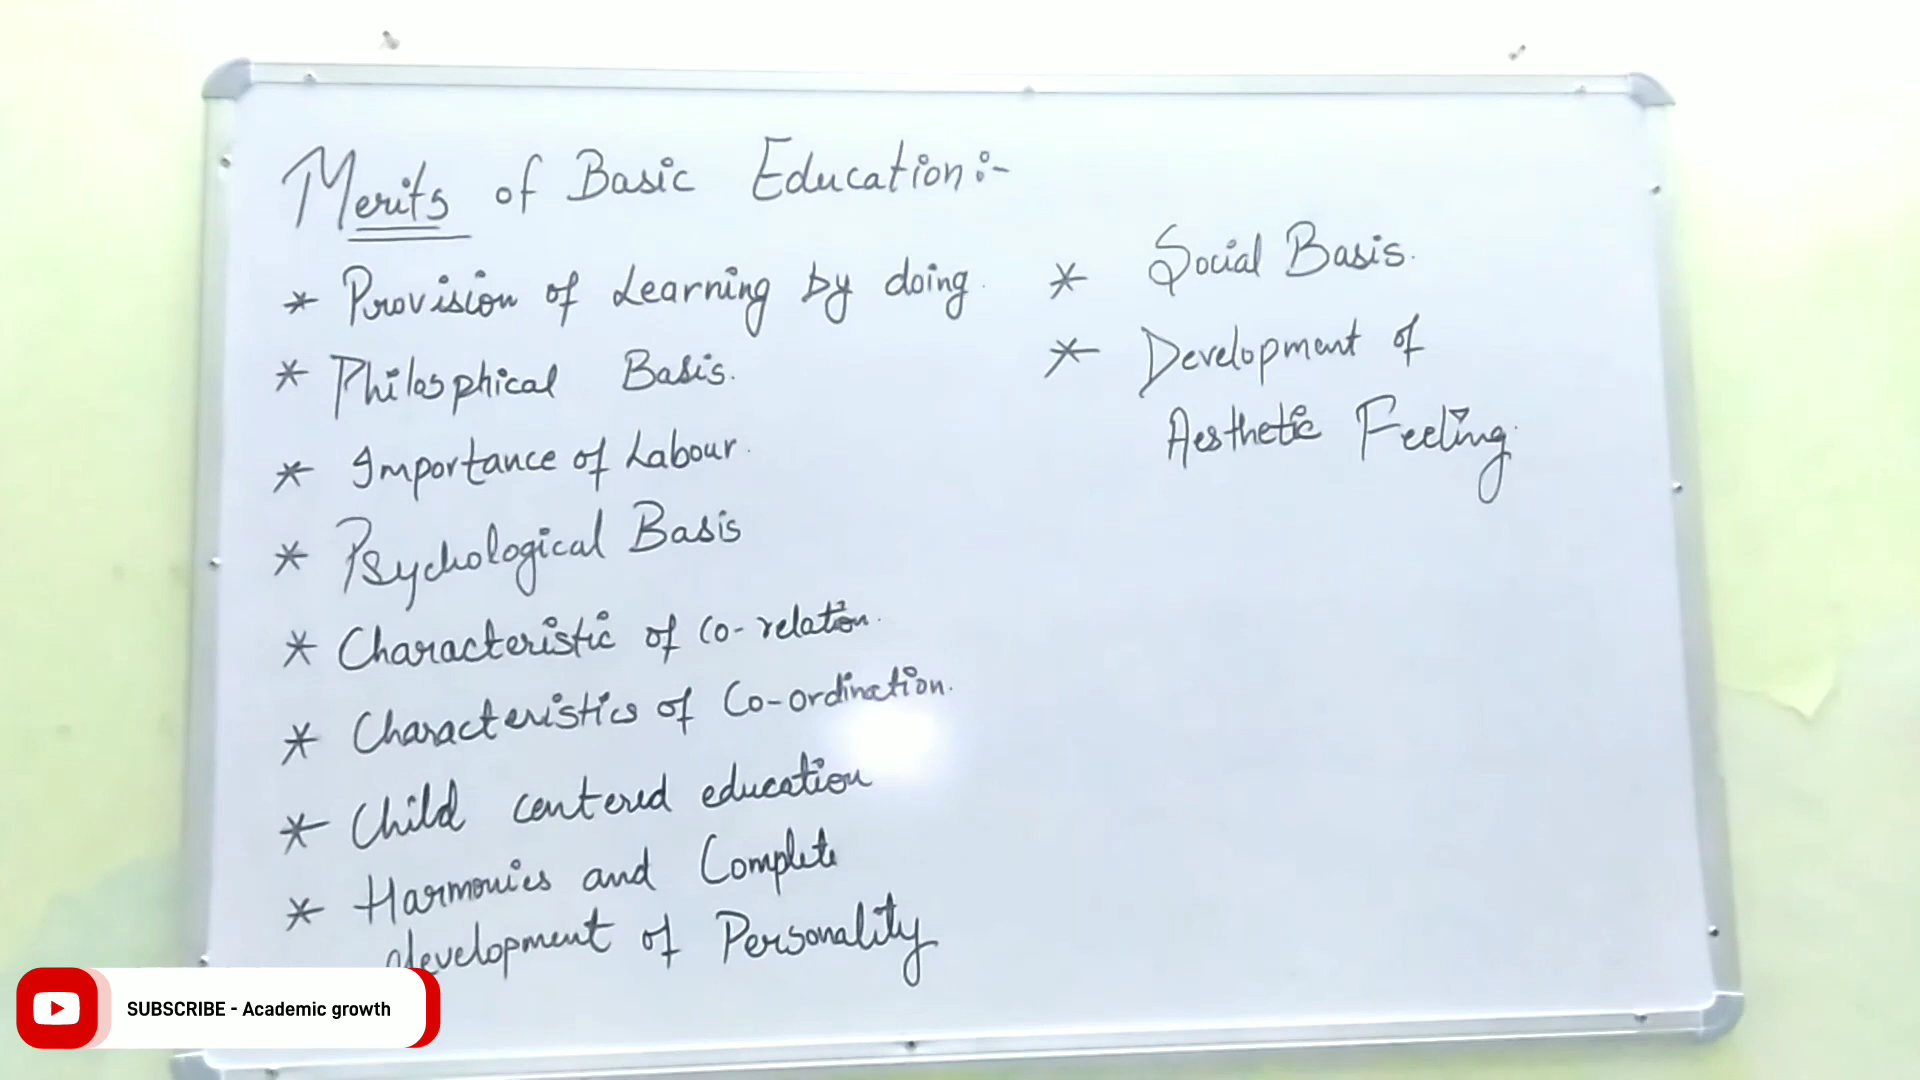 Merits of Basic Education:-
* Provision of Learning by doing.
* Philosphical Basis.
* Importance of Labour.
* Psychological Basis
* Characteristic of Co-relation.
* Characteristics of Co-ordination.
* Child centered education
* Harmonies and Complete
development of Personality
* Social Basis.
* Development of
Aesthetic Feeling.
SUBSCRIBE - Academic growth